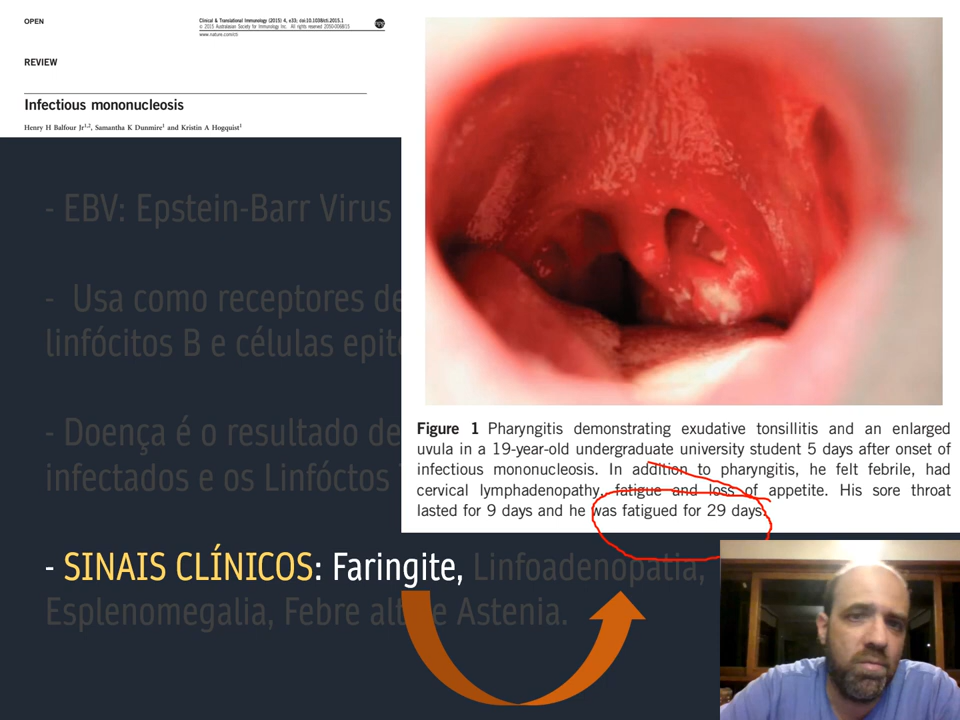 OPEN
Clinical & Translational Immunology (2015) 4, e33; doi:10.1038/cti.2015.1
© 2015 Australasian Society for Immunology Inc. All rights reserved 2050-0068/15
www.nature.com/cti
REVIEW
Infectious mononucleosis
Henry H Balfour Jr1,2, Samantha K Dunmire1 and Kristin A Hogquist1
- EBV: Epstein-Barr Virus
- Usa como receptores de
linfócitos B e células epit
- Doença é o resultado de
infectados e os Linfóctos
- SINAIS CLÍNICOS: Faringite, Linfoadenopatia,
Esplenomegalia, Febre alt e Astenia.
Figure 1 Pharyngitis demonstrating exudative tonsillitis and an enlarged
uvula in a 19-year-old undergraduate university student 5 days after onset of
infectious mononucleosis. In addition to pharyngitis, he felt febrile, had
cervical lymphadenopathy, fatigue and loss of appetite. His sore throat
lasted for 9 days and he was fatigued for 29 days.